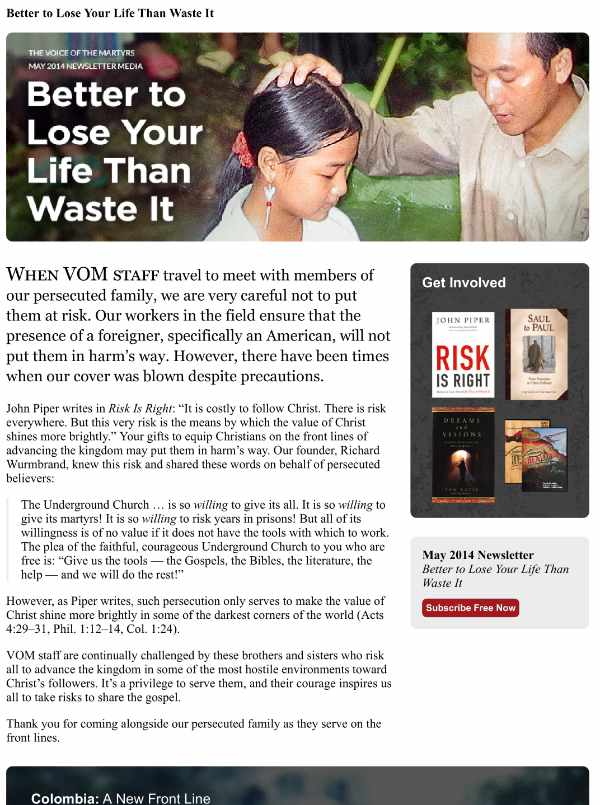 Better to Lose Your Life Than Waste It
THE VOICE OF THE MARTYRS
MAY 2014 NEWSLETTER MEDIA
Better to
Lose Your
Life Than
Waste It
WHEN VOM STAFF travel to meet with members of
our persecuted family, we are very careful not to put
them at risk. Our workers in the field ensure that the
presence of a foreigner, specifically an American, will not
put them in harm’s way. However, there have been times
when our cover was blown despite precautions.
John Piper writes in Risk Is Right: “It is costly to follow Christ. There is risk
everywhere. But this very risk is the means by which the value of Christ
shines more brightly.” Your gifts to equip Christians on the front lines of
advancing the kingdom may put them in harm’s way. Our founder, Richard
Wurmbrand, knew this risk and shared these words on behalf of persecuted
believers:
The Underground Church … is so willing to give its all. It is so willing to
give its martyrs! It is so willing to risk years in prisons! But all of its
willingness is of no value if it does not have the tools with which to work.
The plea of the faithful, courageous Underground Church to you who are
free is: “Give us the tools — the Gospels, the Bibles, the literature, the
help — and we will do the rest!”
However, as Piper writes, such persecution only serves to make the value of
Christ shine more brightly in some of the darkest corners of the world (Acts
4:29–31, Phil. 1:12–14, Col. 1:24).
VOM staff are continually challenged by these brothers and sisters who risk
all to advance the kingdom in some of the most hostile environments toward
Christ’s followers. It’s a privilege to serve them, and their courage inspires us
all to take risks to share the gospel.
Thank you for coming alongside our persecuted family as they serve on the
front lines.
Get Involved
JOHN PIPER
RISK
IS RIGHT
SAUL
to PAUL
DREAMS
and
VISIONS
May 2014 Newsletter
Better to Lose Your Life Than
Waste It
Subscribe Free Now
Colombia: A New Front Line